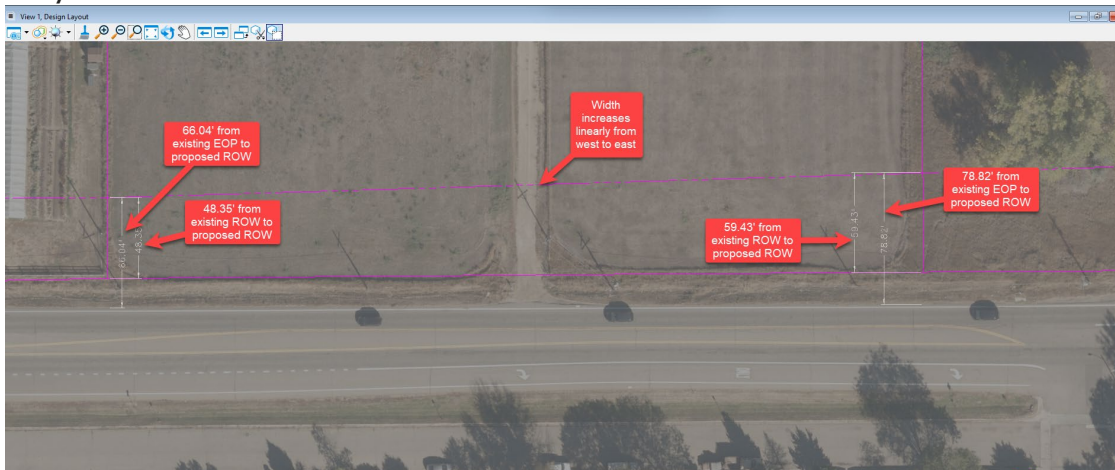 View 1, Design Layout
Width
increases
linearly from
west to east
66.04' from
existing EOP to
proposed ROW
78.82' from
existing EOP to
proposed ROW
48.35' from
existing ROW to
proposed ROW
59.43' from
existing ROW to
proposed ROW
66.04'
48.35'
59.43'
78.82'